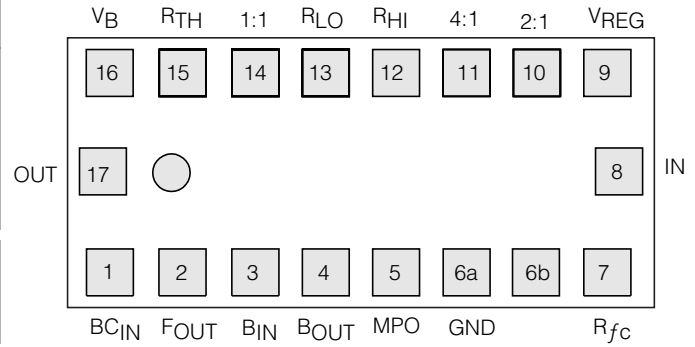 VB RTH 1:1 RLO RHI 4:1 2:1 VREG
16 15 14 13 12 11 10 9
OUT 17 8 IN
1 2 3 4 5 6a 6b 7
BCIN FOUT BIN BOUT MPO GND Rfc